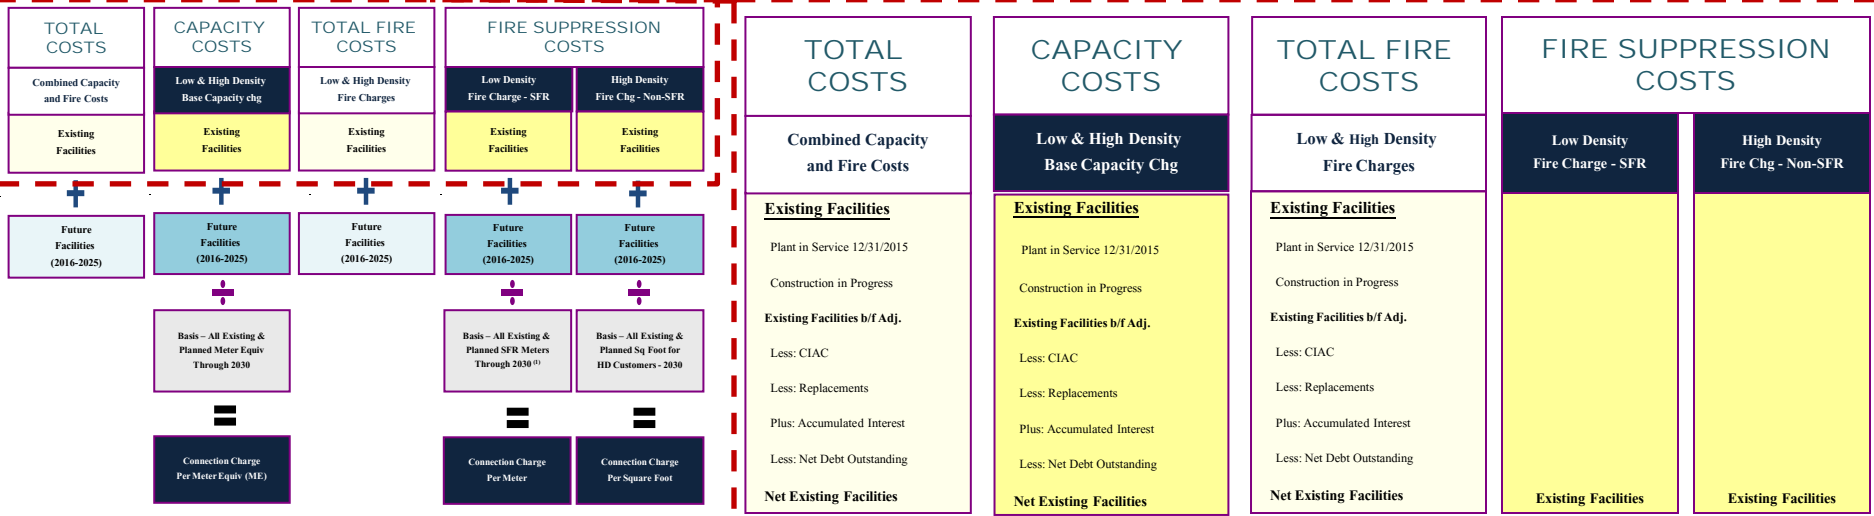 TOTAL
COSTS
CAPACITY
COSTS
TOTAL FIRE
COSTS
FIRE SUPPRESSION
COSTS
Combined Capacity
and Fire Costs
Low & High Density
Base Capacity chg
Low & High Density
Fire Charges
Low Density
Fire Charge - SFR
High Density
Fire Chg - Non-SFR
Existing
Facilities
Existing
Facilities
Existing
Facilities
Existing
Facilities
Existing
Facilities
Future
Facilities
(2016-2025)
Future
Facilities
(2016-2025)
Future
Facilities
(2016-2025)
Future
Facilities
(2016-2025)
Future
Facilities
(2016-2025)
Basis – All Existing &
Planned Meter Equiv
Through 2030
Basis – All Existing &
Planned SFR Meters
Through 2030 (1)
Basis – All Existing &
Planned Sq Foot for
HD Customers - 2030
Connection Charge
Per Meter Equiv (ME)
Connection Charge
Per Meter
Connection Charge
Per Square Foot
TOTAL
COSTS
Combined Capacity
and Fire Costs
Existing Facilities
Plant in Service 12/31/2015
Construction in Progress
Existing Facilities b/f Adj.
Less: CIAC
Less: Replacements
Plus: Accumulated Interest
Less: Net Debt Outstanding
Net Existing Facilities
CAPACITY
COSTS
Low & High Density
Base Capacity Chg
Existing Facilities
Plant in Service 12/31/2015
Construction in Progress
Existing Facilities b/f Adj.
Less: CIAC
Less: Replacements
Plus: Accumulated Interest
Less: Net Debt Outstanding
Net Existing Facilities
TOTAL FIRE
COSTS
Low & High Density
Fire Charges
Existing Facilities
Plant in Service 12/31/2015
Construction in Progress
Existing Facilities b/f Adj.
Less: CIAC
Less: Replacements
Plus: Accumulated Interest
Less: Net Debt Outstanding
Net Existing Facilities
FIRE SUPPRESSION
COSTS
Low Density
Fire Charge - SFR
Existing Facilities
High Density
Fire Chg - Non-SFR
Existing Facilities